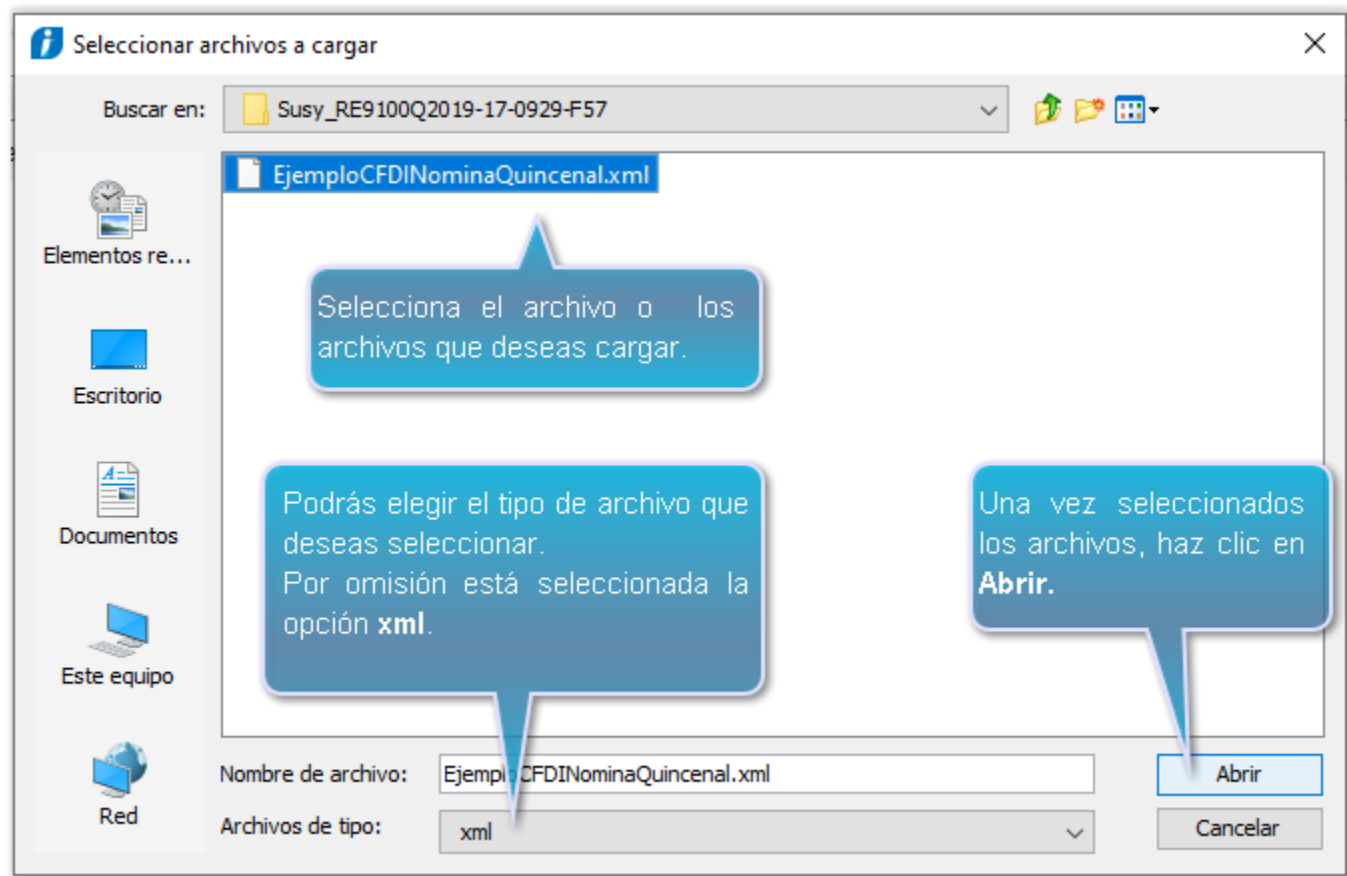 Seleccionar archivos a cargar
Buscar en:
Susy_RE9100Q2019-17-0929-F57
EjemploCFDINominaQuincenal.xml
Elementos re...
Selecciona el archivo o los
archivos que deseas cargar.
Escritorio
Podrás elegir el tipo de archivo que
deseas seleccionar.
Por omisión está seleccionada la
opción xml.
Una vez seleccionados
los archivos, haz clic en
Abrir.
Documentos
Este equipo
Red
Nombre de archivo:
EjemploCFDINominaQuincenal.xml
Abrir
Archivos de tipo:
xml
Cancelar